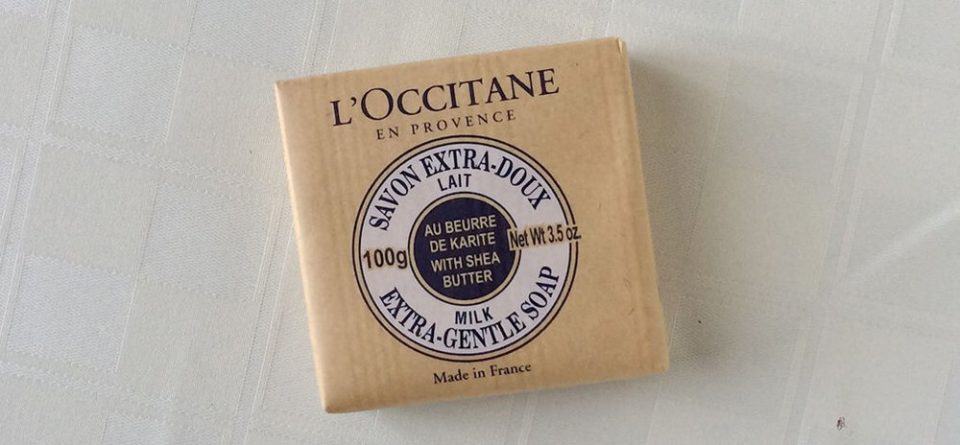 L'OCCITANE
EN PROVENCE
SAVON EXTRA-DOUX
LAIT
100g
AU BEURRE
DE KARITE
WITH SHEA
BUTTER
Net Wt 3.5 oz.
MILK
EXTRA-GENTLE SOAP
Made in France